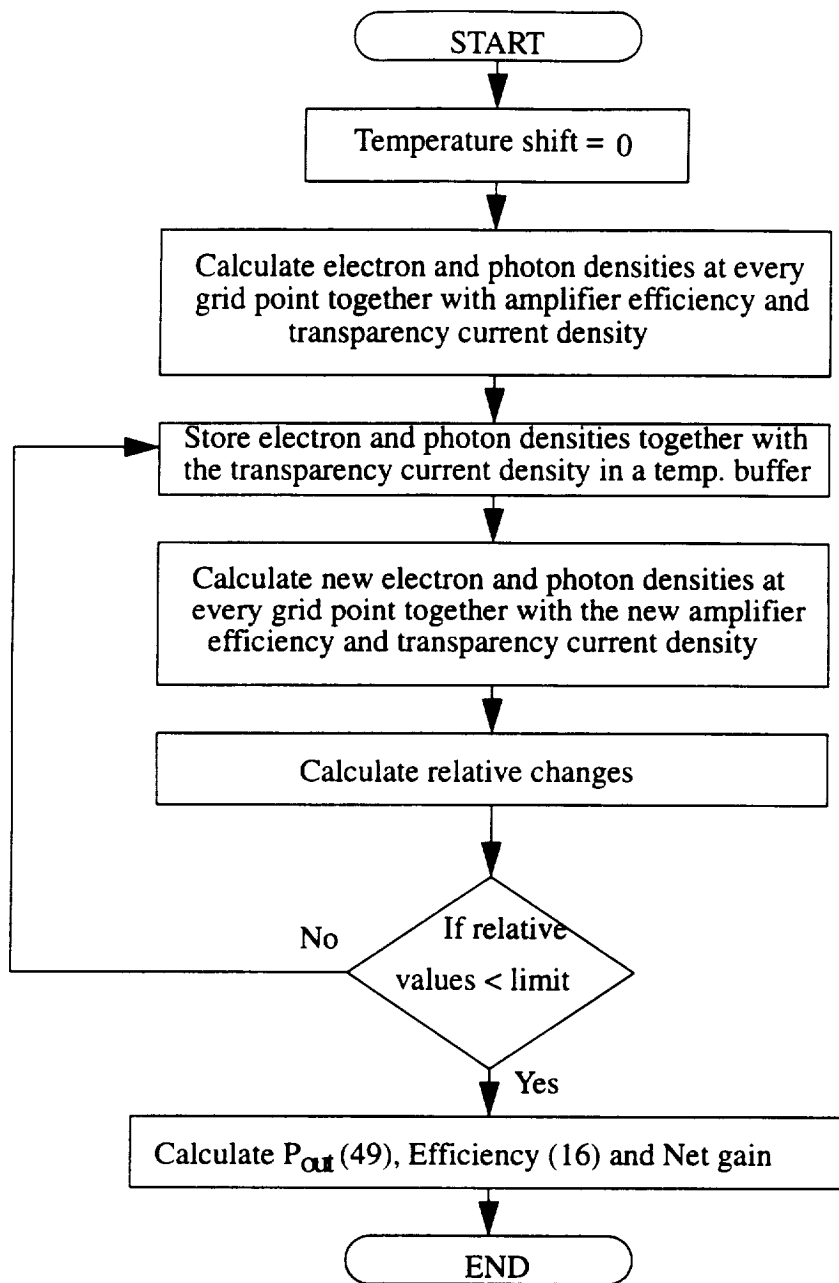 START
Temperature shift = 0
Calculate electron and photon densities at every
grid point together with amplifier efficiency and
transparency current density
Store electron and photon densities together with
the transparency current density in a temp. buffer
Calculate new electron and photon densities at
every grid point together with the new amplifier
efficiency and transparency current density
Calculate relative changes
If relative
No
values < limit
Yes
Calculate Pout (49), Efficiency (16) and Net gain
END